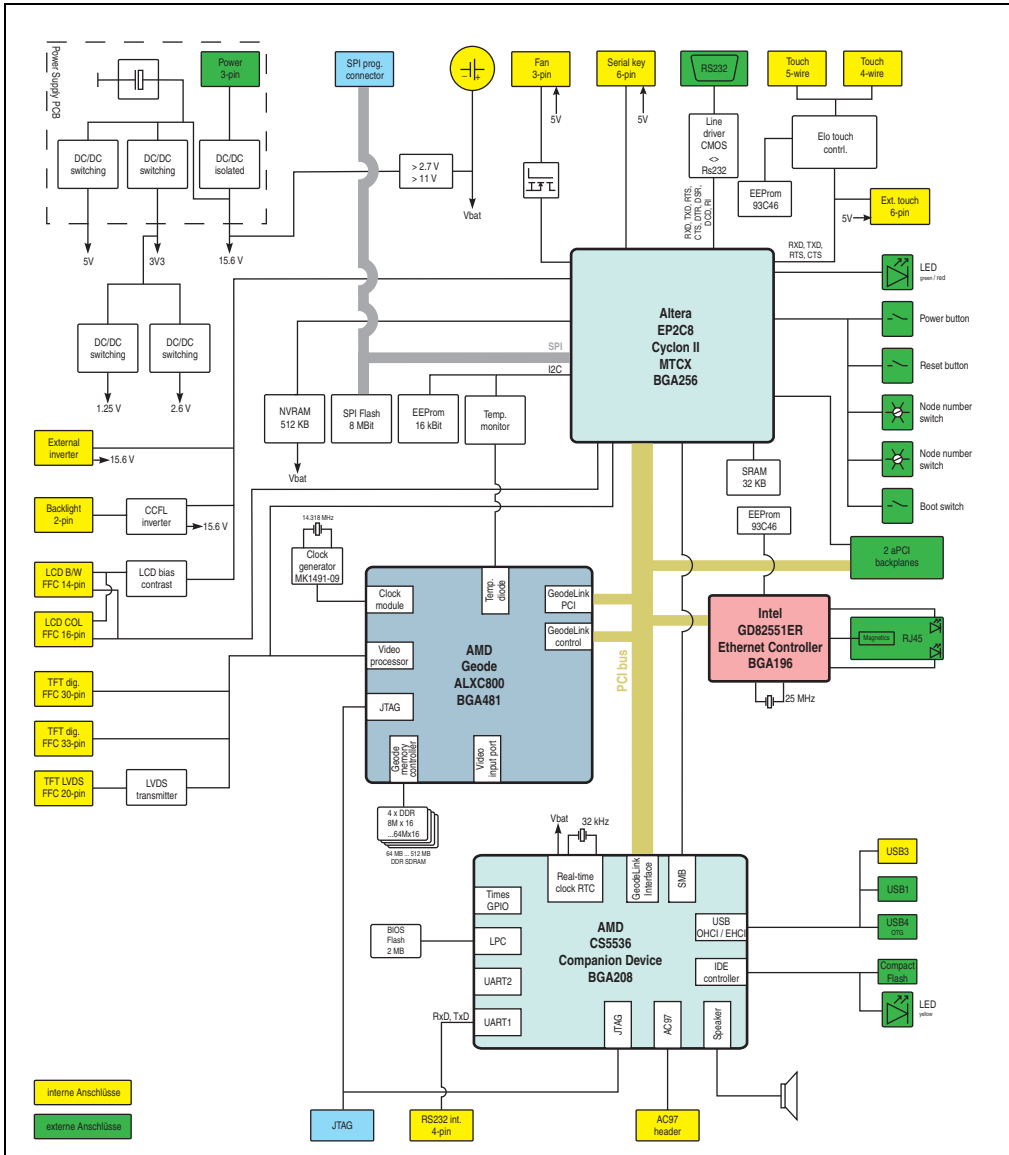 Power Supply PCB
Power
3-pin
SPI prog.
connector
Fan
3-pin
Serial key
6-pin
RS232
Touch
5-wire
Touch
4-wire
5V
5V
DC/DC
switching
DC/DC
switching
DC/DC
isolated
> 2.7 V
> 11 V
Vbat
Line
driver
CMOS
<>
Rs232
Elo touch
contrl.
EEProm
93C46
Ext. touch
6-pin
5V
RXD, TXD, RTS,
CTS, DTR, DSR,
DCD, RI
RXD, TXD,
RTS, CTS
5V
3V3
15.6 V
LED
green / red
Altera
EP2C8
Cyclon II
MTCX
BGA256
Power button
Reset button
Node number
switch
Node number
switch
Boot switch
DC/DC
switching
DC/DC
switching
1.25 V
2.6 V
SPI
I2C
NVRAM
512 KB
SPI Flash
8 MBit
EEProm
16 kBit
Temp.
monitor
Vbat
SRAM
32 KB
External
inverter
15.6 V
Backlight
2-pin
CCFL
inverter
15.6 V
EEProm
93C46
2 aPCI
backplanes
14.318 MHz
Clock
generator
MK1491-09
LCD B/W
FFC 14-pin
LCD bias
contrast
LCD COL
FFC 16-pin
Clock
module
Temp.
diode
GeodeLink
PCI
GeodeLink
control
Video
processor
JTAG
AMD
Geode
ALXC800
BGA481
Geode
memory
controller
Video
input port
PCI bus
Intel
GD82551ER
Ethernet Controller
BGA196
Magnetics
RJ45
25 MHz
TFT dig.
FFC 30-pin
TFT dig.
FFC 33-pin
TFT LVDS
FFC 20-pin
LVDS
transmitter
4 x DDR
8M x 16
...64Mx16
64 MB ... 512 MB
DDR SDRAM
Vbat
32 kHz
Real-time
clock RTC
GeodeLink
Interface
SMB
Times
GPIO
LPC
UART2
UART1
BIOS
Flash
2 MB
RxD, TxD
AMD
CS5536
Companion Device
BGA208
USB
OHCI / EHCI
IDE
controller
JTAG
AC97
Speaker
USB3
USB1
USB4
OTG
Compact
Flash
LED
yellow
interne Anschlüsse
externe Anschlüsse
JTAG
RS232 int.
4-pin
AC97
header